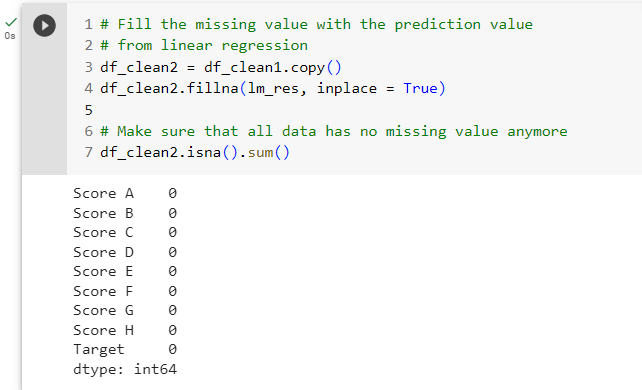 0s
1 # Fill the missing value with the prediction value
2 # from linear regression
3 df_clean2 = df_clean1.copy()
4 df_clean2.fillna(lm_res, inplace = True)
5
6 # Make sure that all data has no missing value anymore
7 df_clean2.isna().sum()
Score A    0
Score B    0
Score C    0
Score D    0
Score E    0
Score F    0
Score G    0
Score H    0
Target     0
dtype: int64